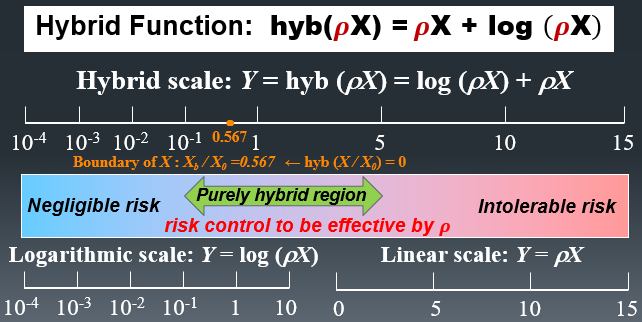 Hybrid Function: hyb(ρX) = ρX + log (ρX)
Hybrid scale: Y = hyb (ρX) = log (ρX) + ρX
10⁻⁴ 10⁻³ 10⁻² 10⁻¹ 0.567 1 5 10 15
Boundary of X : X_b / X_0 =0.567 ← hyb (X / X_0) = 0
Purely hybrid region
Negligible risk Intolerable risk
risk control to be effective by ρ
Logarithmic scale: Y = log (ρX) Linear scale: Y = ρX
10⁻⁴ 10⁻³ 10⁻² 10⁻¹ 1 10 0 5 10 15